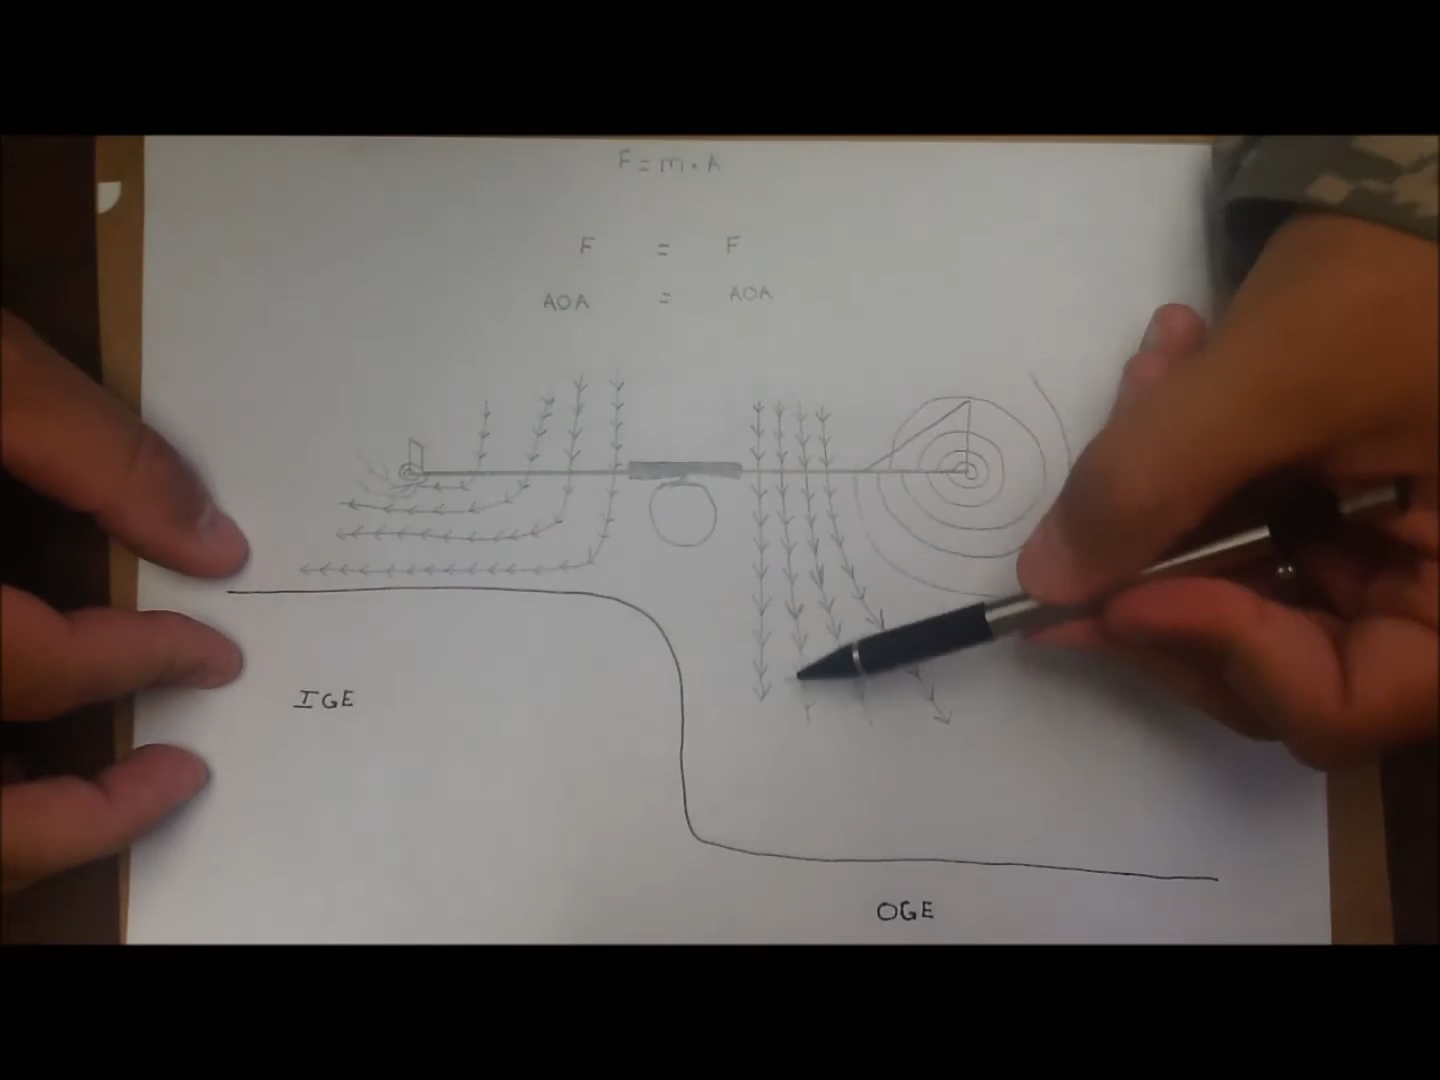 F = m · A
F = F
AOA = AOA
IGE
OGE